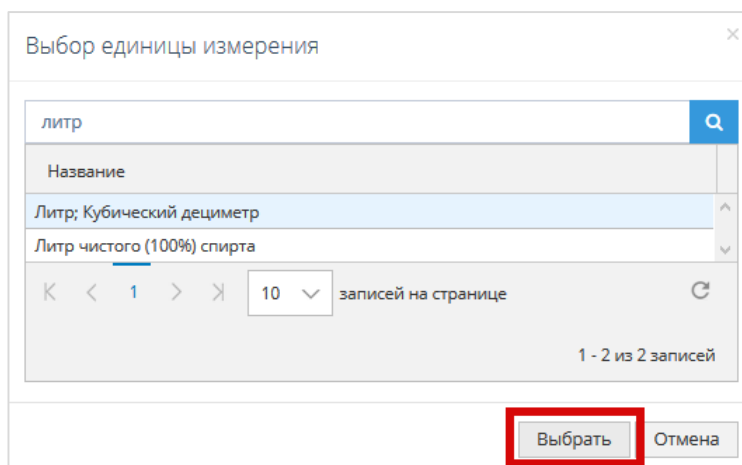 Выбор единицы измерения
литр
Название
Литр; Кубический дециметр
Литр чистого (100%) спирта
1 10 записей на странице
1 - 2 из 2 записей
Выбрать Отмена